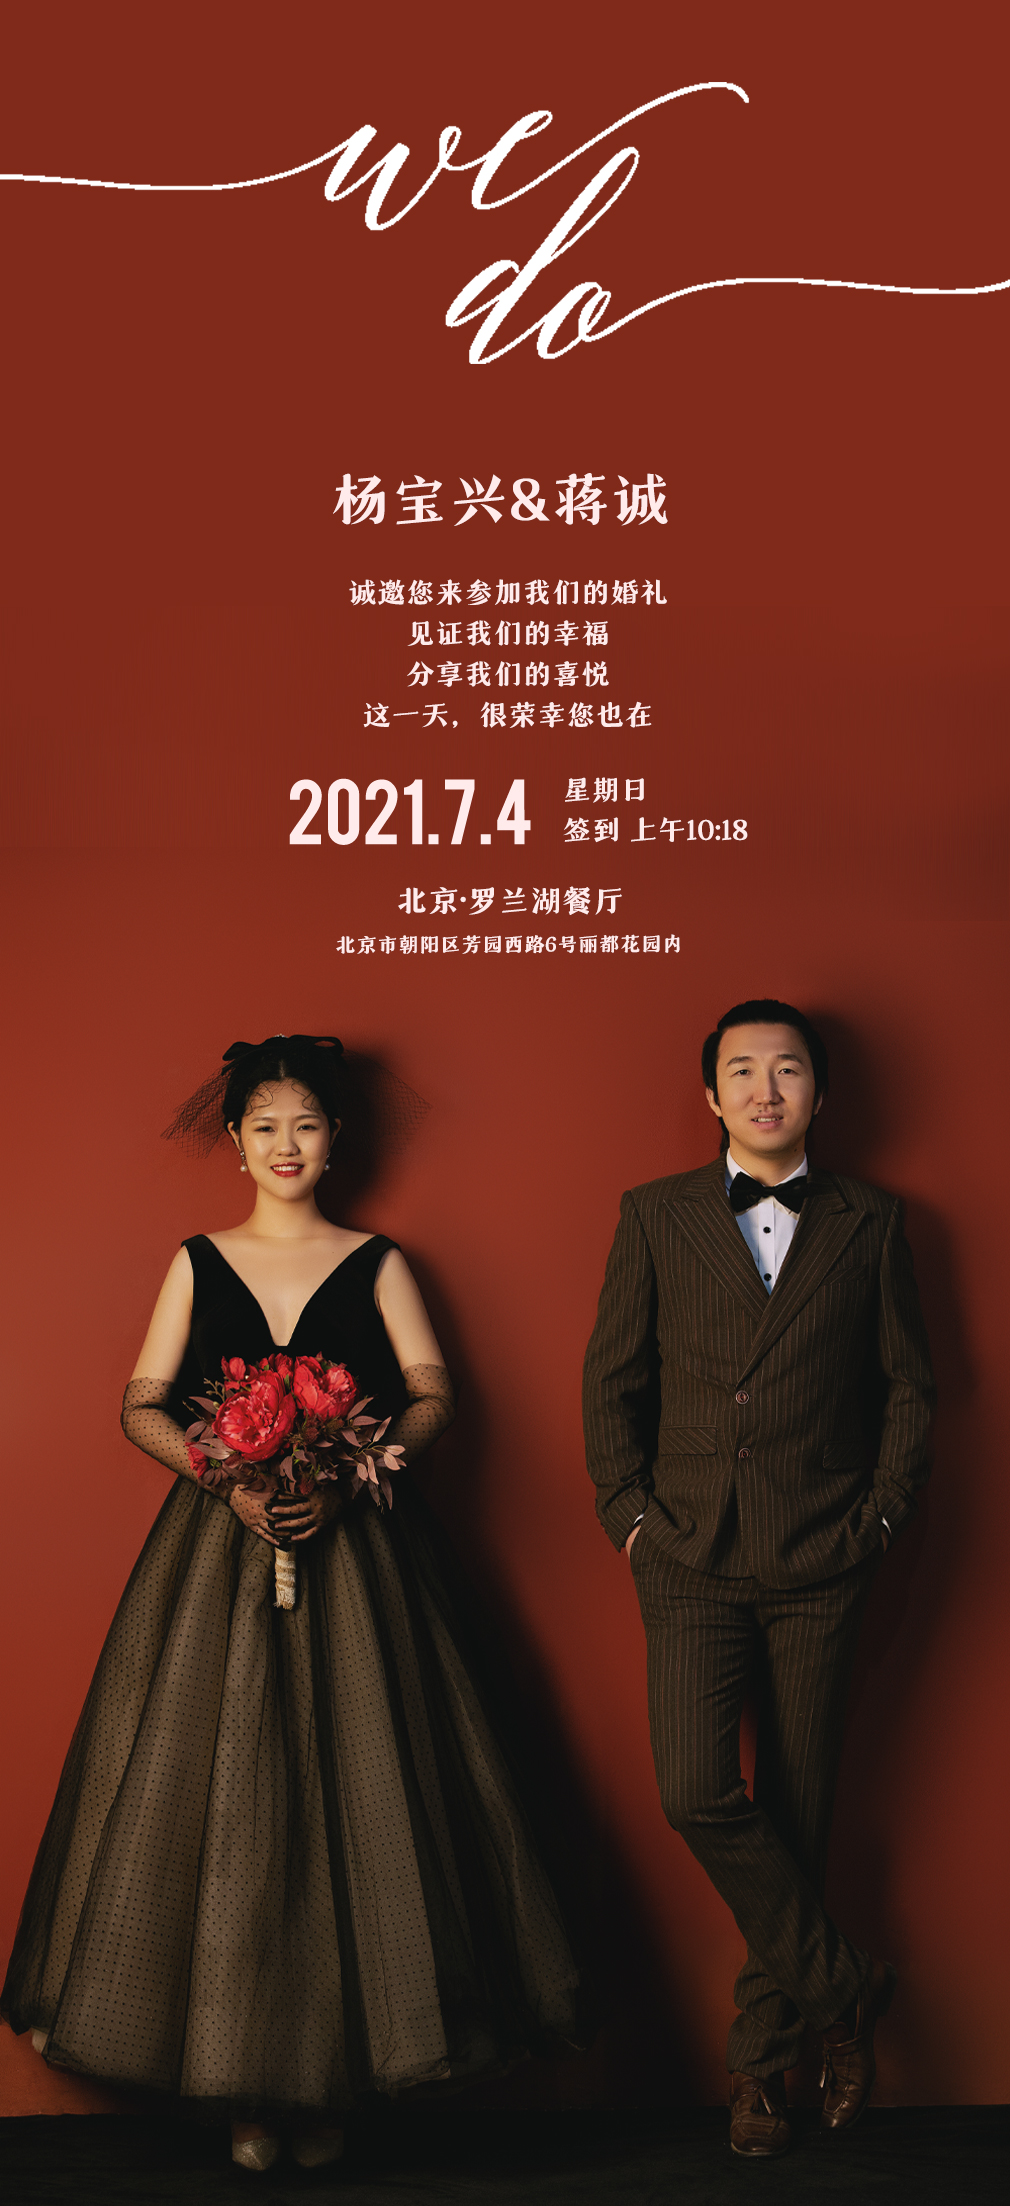 we
do
杨宝兴&蒋诚
诚邀您来参加我们的婚礼
见证我们的幸福
分享我们的喜悦
这一天，很荣幸您也在
2021.7.4
星期日
签到 上午10:18
北京·罗兰湖餐厅
北京市朝阳区芳园西路6号丽都花园内